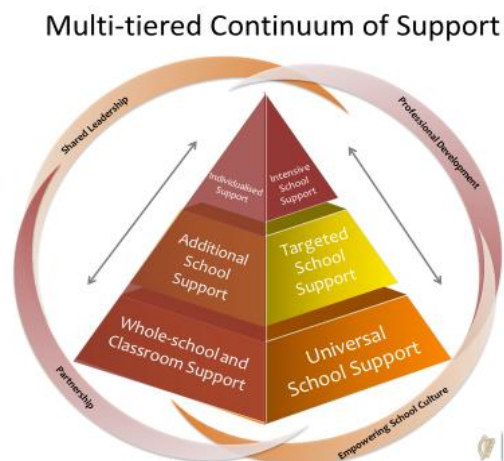 Multi-tiered Continuum of Support
Shared Leadership
Professional Development
Individualised
Support
Intensive
School
Support
Additional
School
Support
Targeted
School
Support
Whole-school and
Classroom Support
Universal
School Support
Partnership
Empowering School Culture